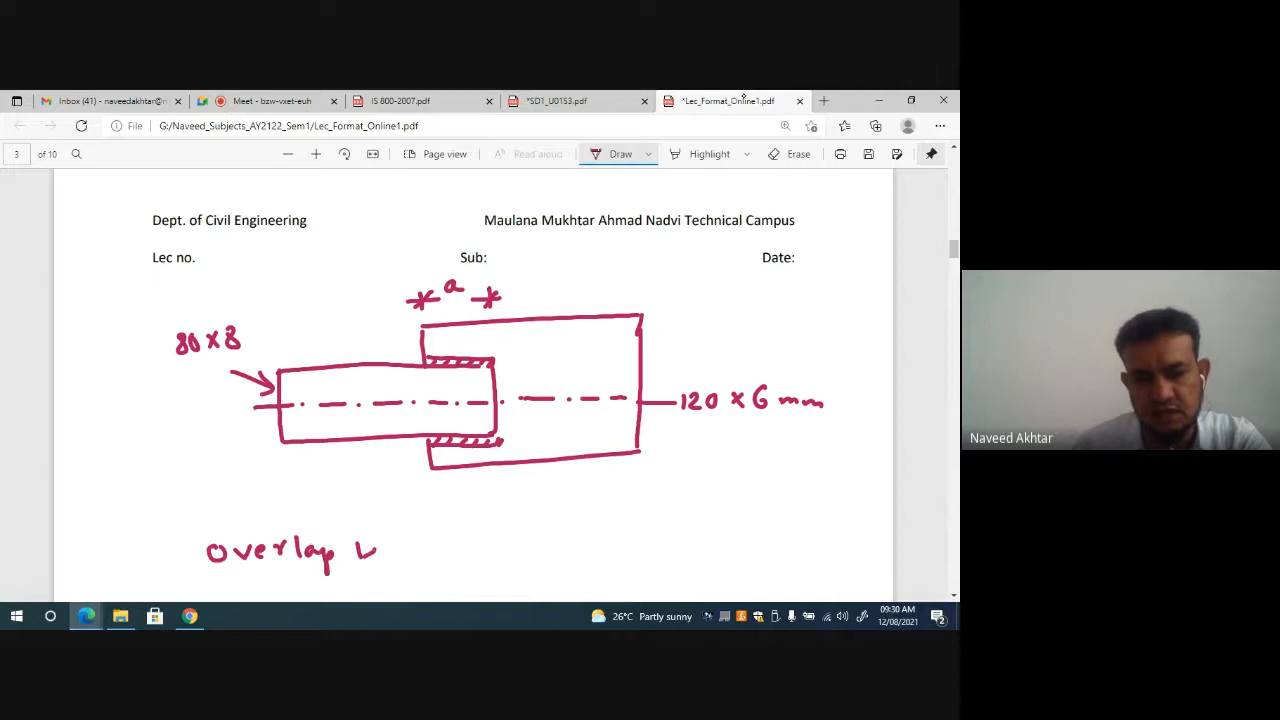 Inbox (41) - naveedakhtar@m
Meet - bzw-vxet-euh
IS 800-2007.pdf
*SD1_U01S3.pdf
*Lec_Format_Online1.pdf
File
G:/Naveed_Subjects_AY2122_Sem1/Lec_Format_Online1.pdf
3 of 10
Page view
Read aloud
Draw
Highlight
Erase
Dept. of Civil Engineering
Maulana Mukhtar Ahmad Nadvi Technical Campus
Lec no.
Sub:
Date:
a
80 x 8
120 x 6 mm
Naveed Akhtar
Overlap
26°C Partly sunny
09:30 AM
12/08/2021
2